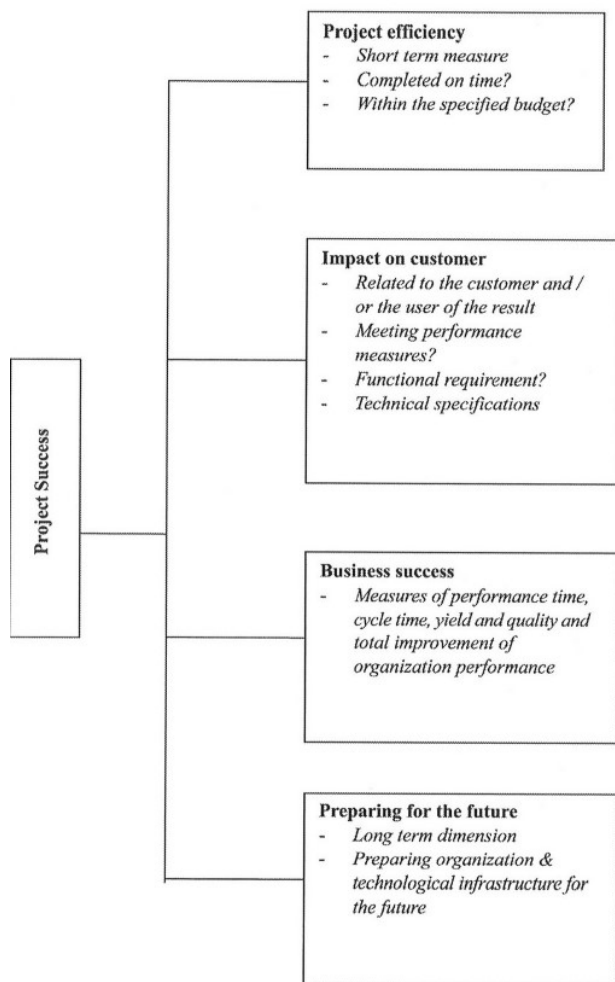 Project Success
Project efficiency
- Short term measure
- Completed on time?
- Within the specified budget?
Impact on customer
- Related to the customer and /
or the user of the result
- Meeting performance
measures?
- Functional requirement?
- Technical specifications
Business success
- Measures of performance time,
cycle time, yield and quality and
total improvement of
organization performance
Preparing for the future
- Long term dimension
- Preparing organization &
technological infrastructure for
the future